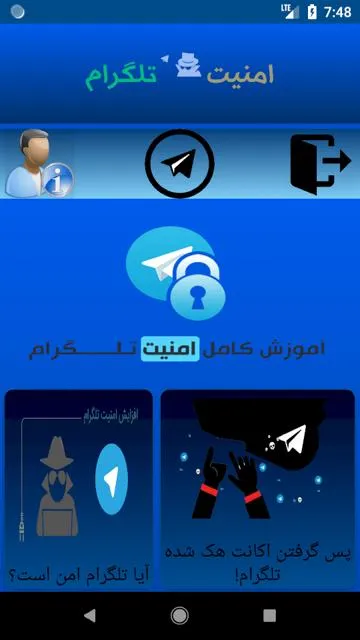 LTE 7:48
امنیت تلگرام
اموزش کامل امنیت تلـــــگرام
افزایش امنیت تلگرام
پس گرفتن اکانت هک شده
تلگرام!
آیا تلگرام امن است؟